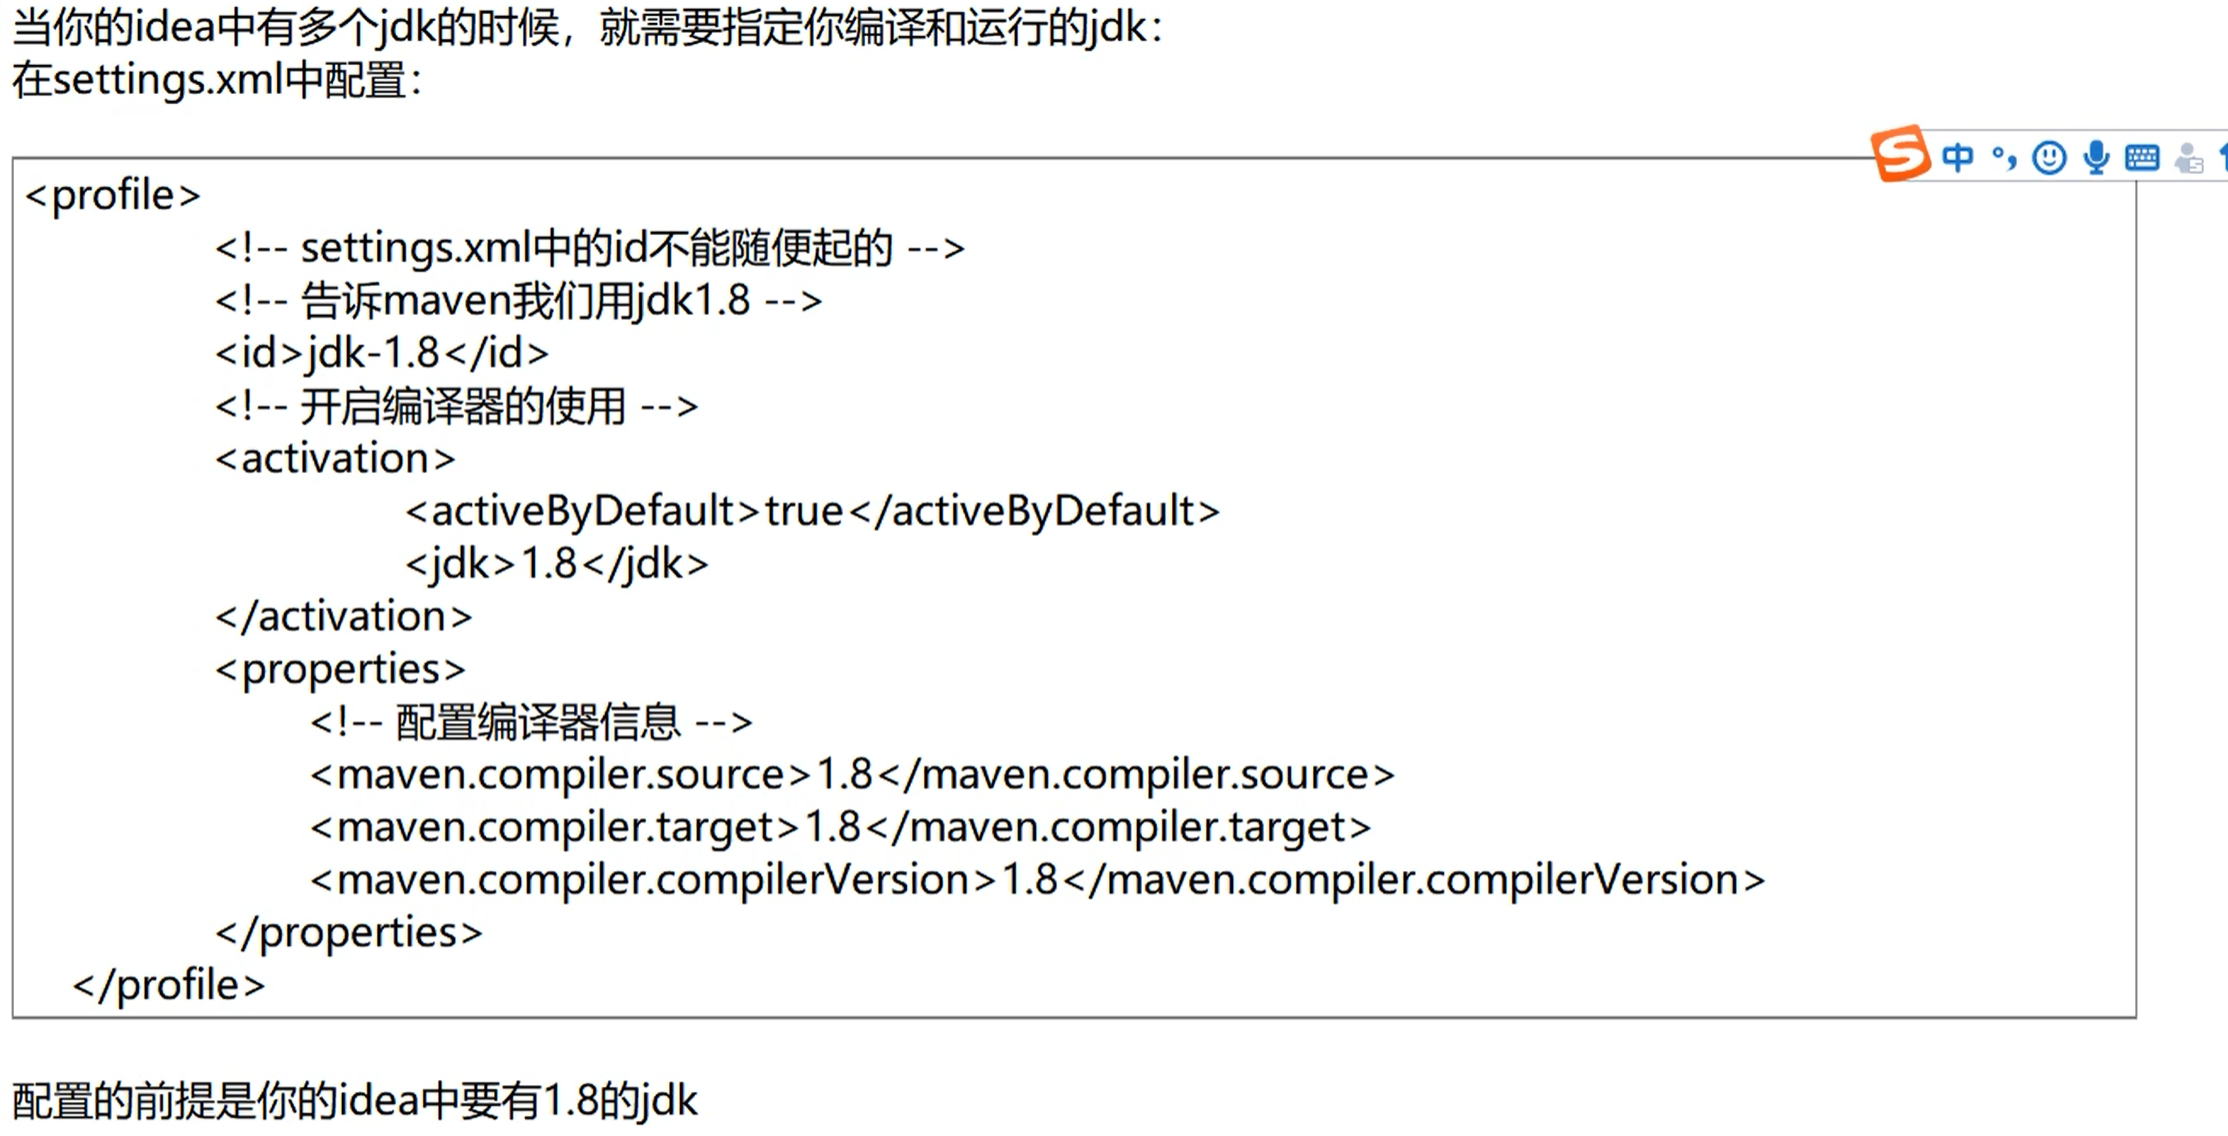 当你的idea中有多个jdk的时候，就需要指定你编译和运行的jdk：
在settings.xml中配置：
中
<profile>
<!-- settings.xml中的id不能随便起的 -->
<!-- 告诉maven我们用jdk1.8 -->
<id>jdk-1.8</id>
<!-- 开启编译器的使用 -->
<activation>
<activeByDefault>true</activeByDefault>
<jdk>1.8</jdk>
</activation>
<properties>
<!-- 配置编译器信息 -->
<maven.compiler.source>1.8</maven.compiler.source>
<maven.compiler.target>1.8</maven.compiler.target>
<maven.compiler.compilerVersion>1.8</maven.compiler.compilerVersion>
</properties>
</profile>
配置的前提是你的idea中要有1.8的jdk